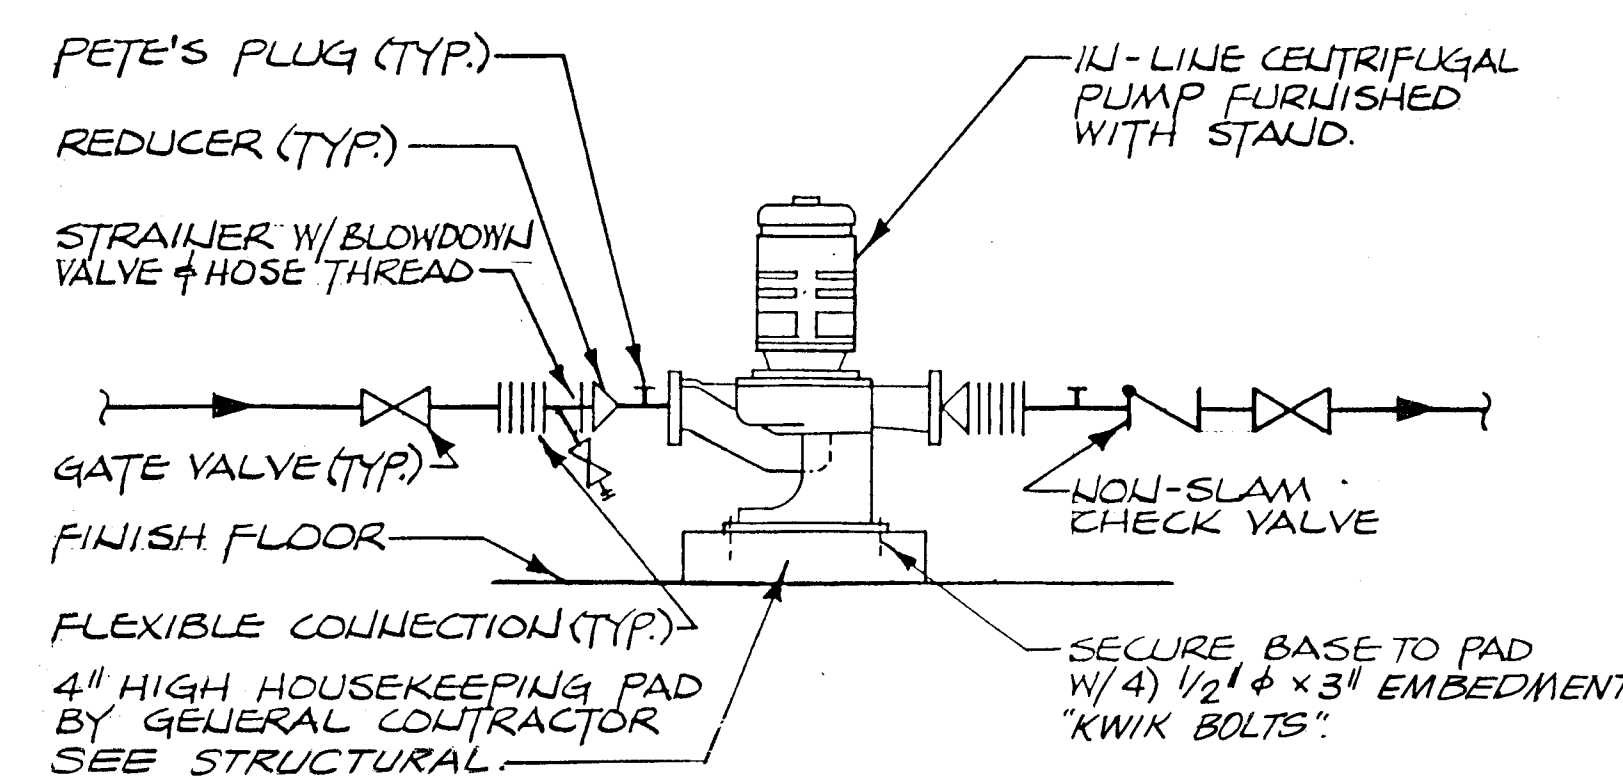 PETE'S PLUG (TYP.)
REDUCER (TYP.)
STRAINER W/BLOWDOWN
VALVE & HOSE THREAD
GATE VALVE (TYP.)
FINISH FLOOR
FLEXIBLE CONNECTION (TYP.)
4" HIGH HOUSEKEEPING PAD
BY GENERAL CONTRACTOR
SEE STRUCTURAL.
IN-LINE CENTRIFUGAL
PUMP FURNISHED
WITH STAND.
NON-SLAM
CHECK VALVE
SECURE BASE TO PAD
W/4) 1/2" ϕ x 3" EMBEDMENT
"KWIK BOLTS".